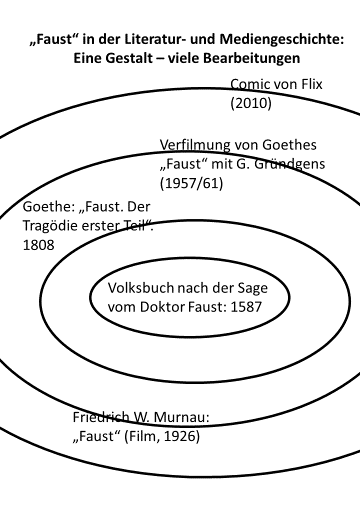 „Faust“ in der Literatur- und Mediengeschichte:
Eine Gestalt – viele Bearbeitungen
Comic von Flix
(2010)
Verfilmung von Goethes
„Faust“ mit G. Gründgens
(1957/61)
Goethe: „Faust. Der
Tragödie erster Teil“:
1808
Volksbuch nach der Sage
vom Doktor Faust: 1587
Friedrich W. Murnau:
„Faust“ (Film, 1926)